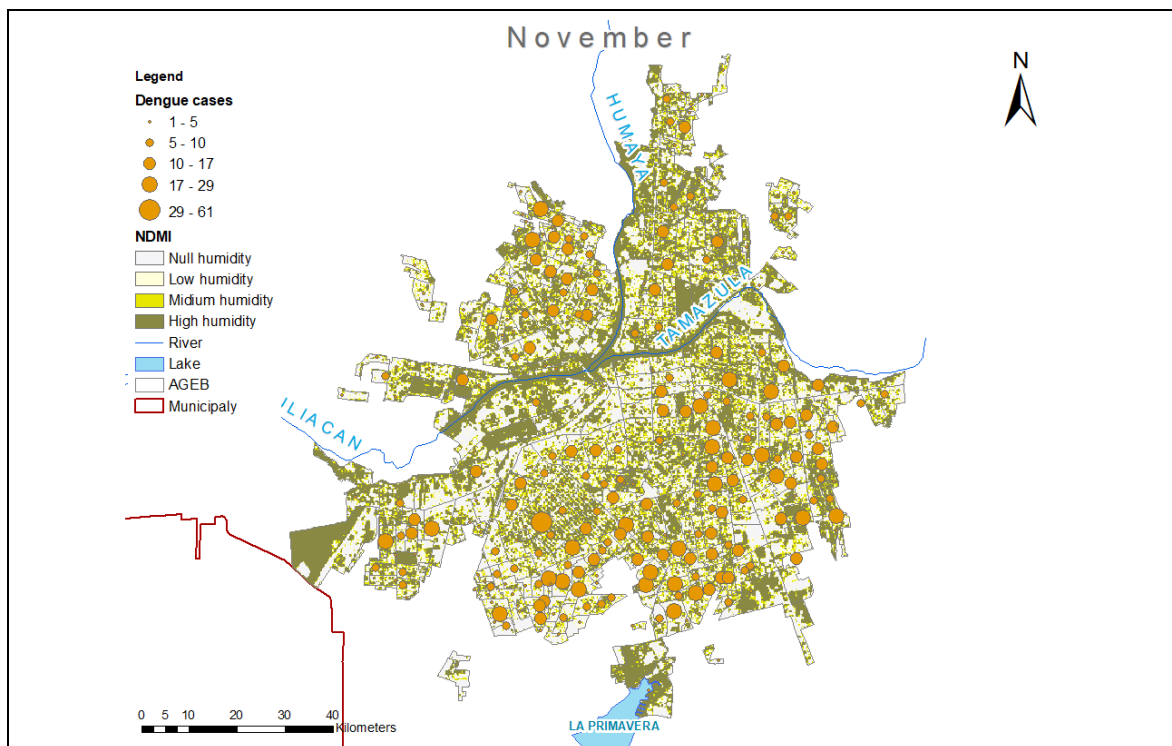 November
N
Legend
Dengue cases
1 - 5
5 - 10
10 - 17
17 - 29
29 - 61
NDMI
Null humidity
Low humidity
Midium humidity
High humidity
River
Lake
AGEB
Municipaly
HUMAYA
TAMAZULA
ILIACAN
LA PRIMAVERA
0 5 10 20 30 40
Kilometers